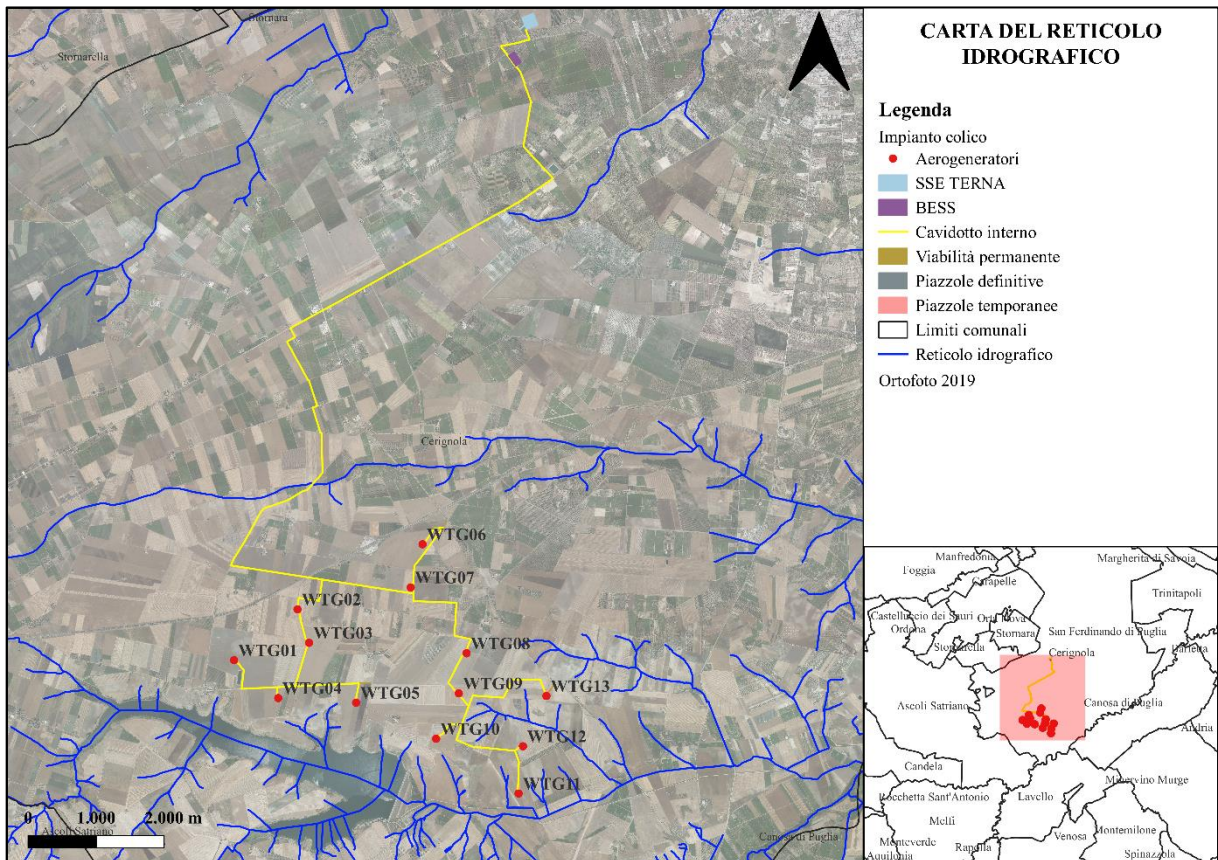 Stornara
Stornarella
Cerignola
WTG06
WTG07
WTG02
WTG03
WTG01
WTG08
WTG04
WTG05
WTG09
WTG13
WTG10
WTG12
WTG11
0 1.000 2.000 m
Ascoli Satriano
Canosa di Puglia
CARTA DEL RETICOLO
IDROGRAFICO
Legenda
Impianto eolico
Aerogeneratori
SSE TERNA
BESS
Cavidotto interno
Viabilità permanente
Piazzole definitive
Piazzole temporanee
Limiti comunali
Reticolo idrografico
Ortofoto 2019
Manfredonia
Margherita di Savoia
Foggia
Carapelle
Trinitapoli
Castelluccio dei Sauri
Orta Nova
Ordona
Stornara
San Ferdinando di Puglia
Stornarella
Cerignola
Barletta
Ascoli Satriano
Canosa di Puglia
Andria
Candela
Minervino Murge
Rocchetta Sant'Antonio
Lavello
Melfi
Montemilone
Monteverde
Venosa
Aquilonia
Rapolla
Spinazzola